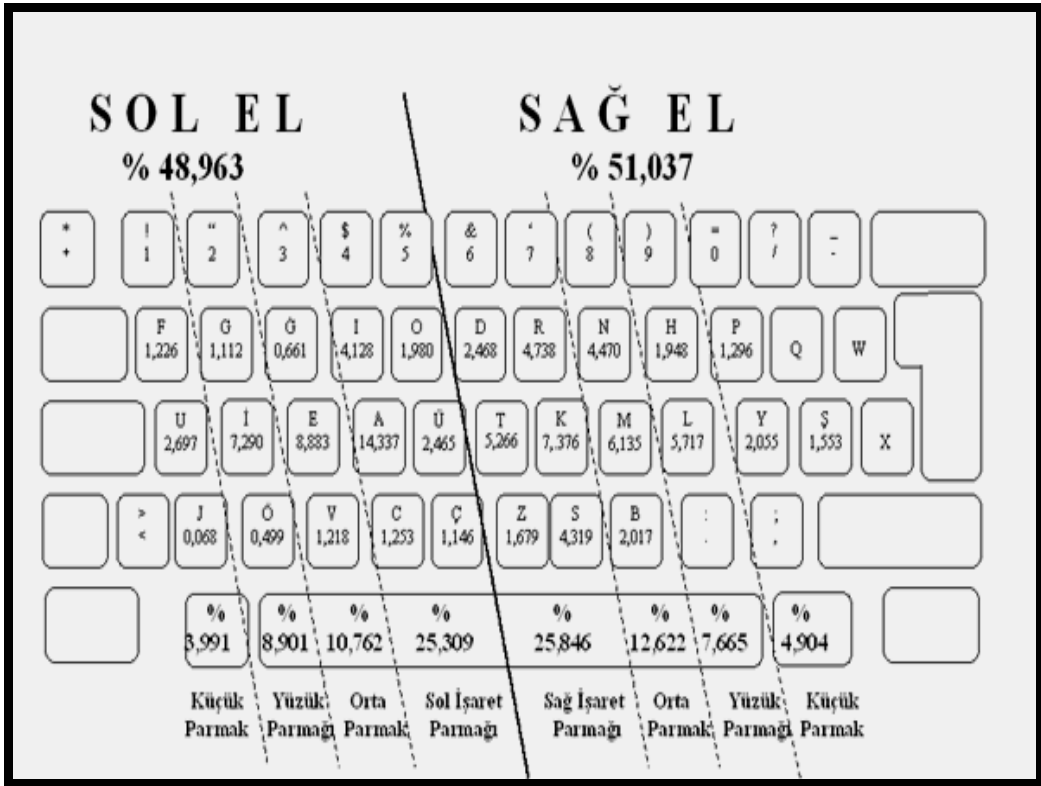 SOL EL SAĞ EL
% 48,963 % 51,037
* ! “ ^ $ % & ‘ ( ) = ? _
+ 1 2 3 4 5 6 7 8 9 0 / -
F G Ğ I O D R N H P
1,226 1,112 0,661 4,128 1,980 2,468 4,738 4,470 1,948 1,296 Q W
U İ E A Ü T K M L Y Ş
2,697 7,290 8,883 14,337 2,465 5,266 7,.376 6,135 5,717 2,055 1,553 X
> J Ö V C Ç Z S B : ;
< 0,068 0,499 1,218 1,253 1,146 1,679 4,319 2,017 . ,
% % % % % % % %
3,991 8,901 10,762 25,309 25,846 12,622 7,665 4,904
Küçük Yüzük Orta Sol İşaret Sağ İşaret Orta Yüzük Küçük
Parmak Parmağı Parmak Parmağı Parmağı Parmak Parmağı Parmak